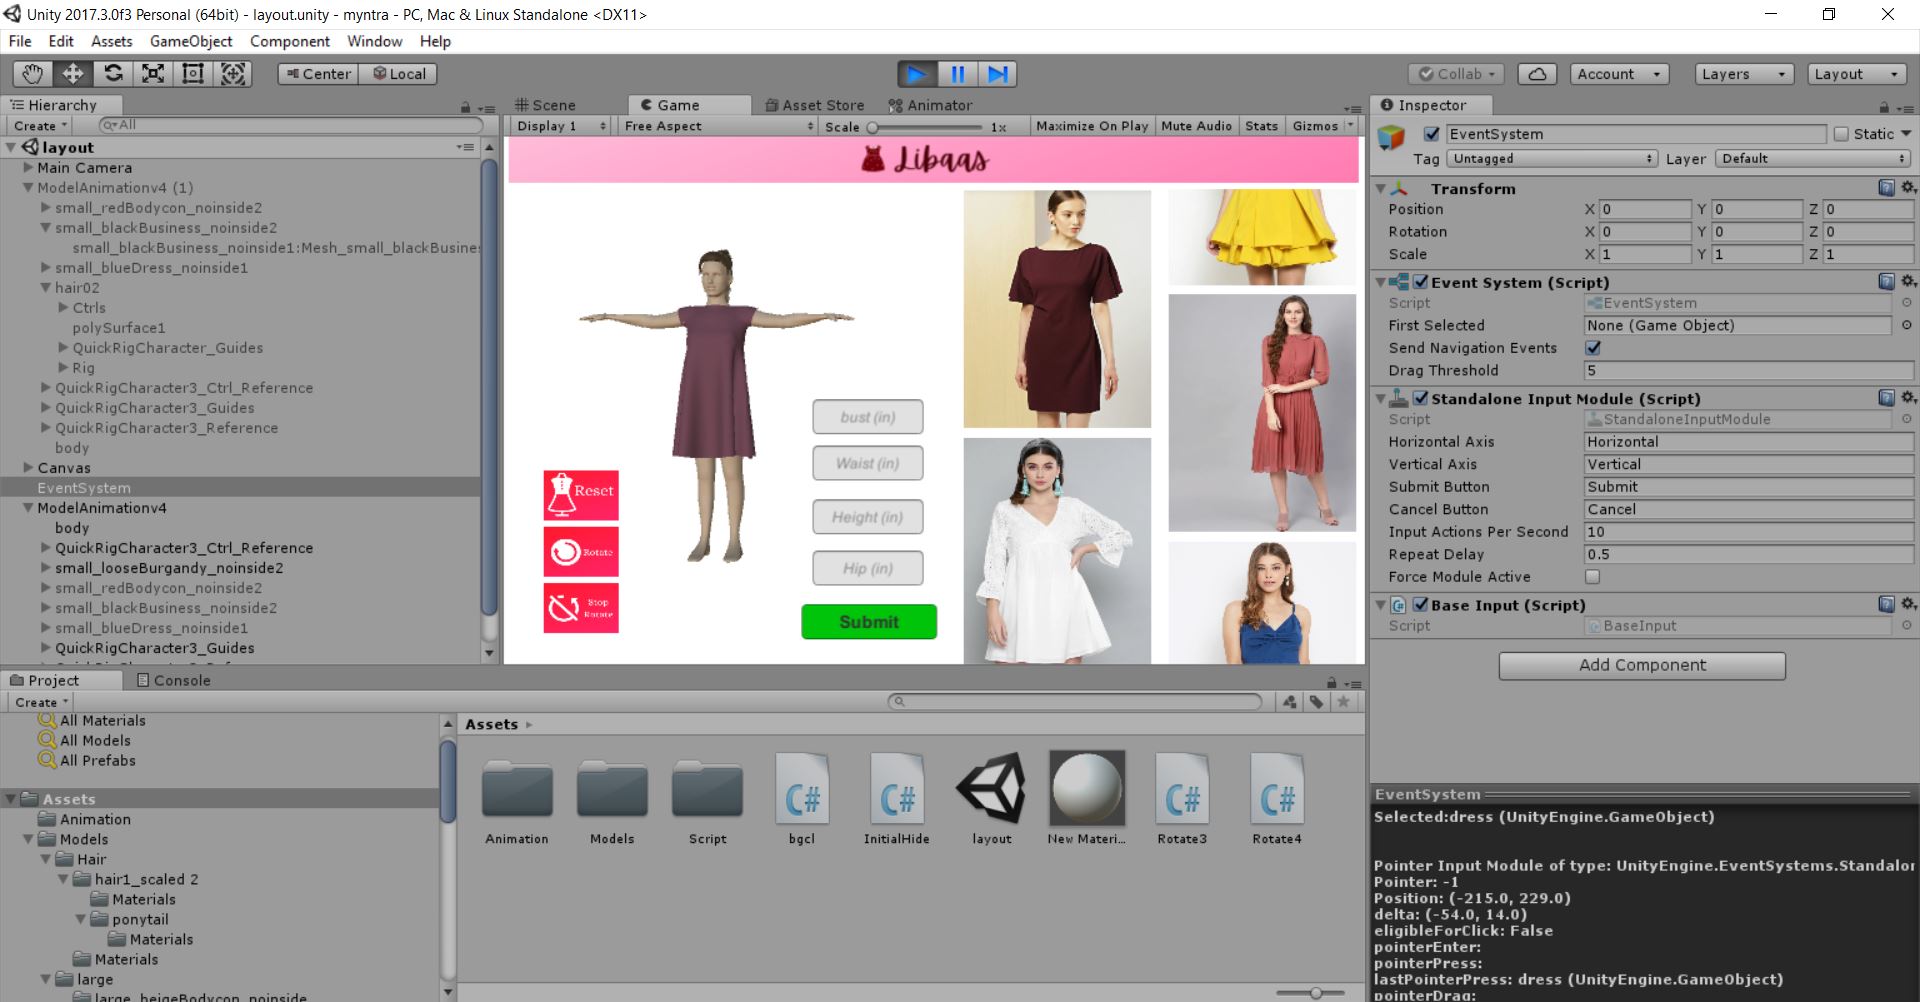 Unity 2017.3.0f3 Personal (64bit) - layout.unity - myntra - PC, Mac & Linux Standalone <DX11>
File Edit Assets GameObject Component Window Help
Center Local
Collab Account Layers Layout
Hierarchy
Create All
layout
Main Camera
ModelAnimationv4 (1)
small_redBodycon_noinside2
small_blackBusiness_noinside2
small_blackBusiness_noinside1:Mesh_small_blackBusines
small_blueDress_noinside1
hair02
Ctrls
polySurface1
QuickRigCharacter_Guides
Rig
QuickRigCharacter3_Ctrl_Reference
QuickRigCharacter3_Guides
QuickRigCharacter3_Reference
body
Canvas
EventSystem
ModelAnimationv4
body
QuickRigCharacter3_Ctrl_Reference
small_looseBurgandy_noinside2
small_redBodycon_noinside2
small_blackBusiness_noinside2
small_blueDress_noinside1
QuickRigCharacter3_Guides
Scene Game Asset Store Animator
Display 1 Free Aspect Scale 1x Maximize On Play Mute Audio Stats Gizmos
Libaas
bust (in)
Waist (in)
Height (in)
Hip (in)
Submit
Reset
Rotate
Stop
Rotate
Inspector
EventSystem Static
Tag Untagged Layer Default
Transform
Position X 0 Y 0 Z 0
Rotation X 0 Y 0 Z 0
Scale X 1 Y 1 Z 1
Event System (Script)
Script EventSystem
First Selected None (Game Object)
Send Navigation Events
Drag Threshold 5
Standalone Input Module (Script)
Script StandaloneInputModule
Horizontal Axis Horizontal
Vertical Axis Vertical
Submit Button Submit
Cancel Button Cancel
Input Actions Per Second 10
Repeat Delay 0.5
Force Module Active
Base Input (Script)
Script BaseInput
Add Component
EventSystem
Selected:dress (UnityEngine.GameObject)
Pointer Input Module of type: UnityEngine.EventSystems.Standalor
Pointer: -1
Position: (-215.0, 229.0)
delta: (-54.0, 14.0)
eligibleForClick: False
pointerEnter:
pointerPress:
lastPointerPress: dress (UnityEngine.GameObject)
pointerDrag:
Project Console
Create
All Materials
All Models
All Prefabs
Assets
Animation
Models
Hair
hair1_scaled 2
Materials
ponytail
Materials
Materials
large
large_beigeBodycon_noinside
Assets
Animation Models Script bgcl InitialHide layout New Materi... Rotate3 Rotate4